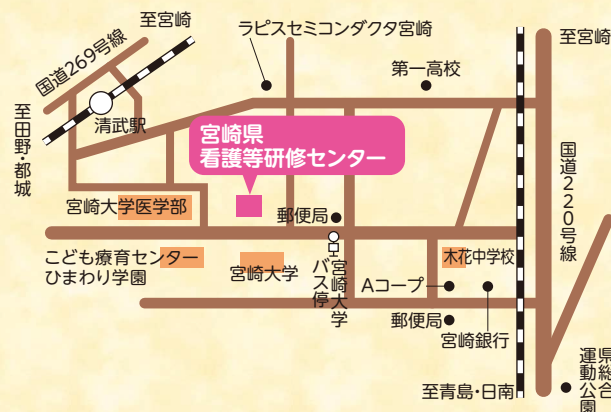 至宮崎
ラピスセミコンダクタ宮崎
至宮崎
国道269号線
第一高校
至田野・都城
清武駅
宮崎県
看護等研修センター
国道220号線
宮崎大学医学部
郵便局
こども療育センター
ひまわり学園
宮崎大学
宮崎大学
バス停
木花中学校
Aコープ
郵便局
宮崎銀行
至青島・日南
県総合
運動公園